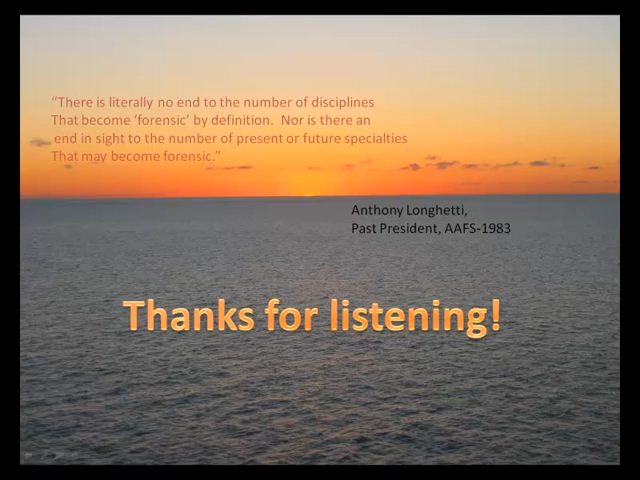 “There is literally no end to the number of disciplines
That become ‘forensic’ by definition.  Nor is there an
end in sight to the number of present or future specialties
That may become forensic.”
Anthony Longhetti,
Past President, AAFS-1983
Thanks for listening!